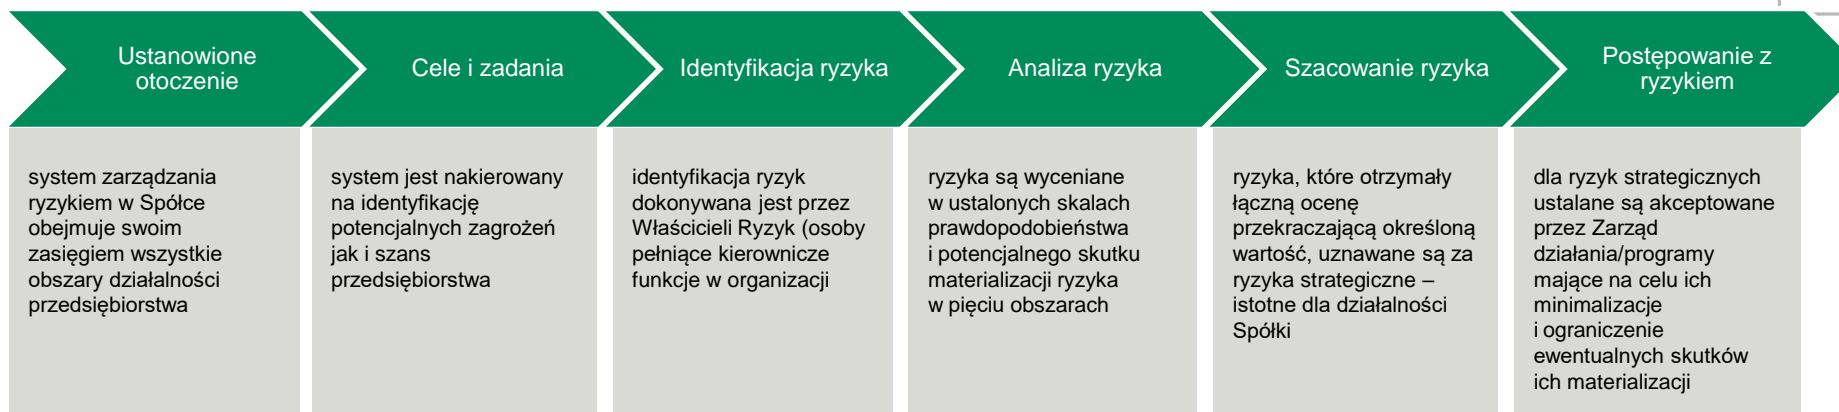 Ustanowione
otoczenie
system zarządzania
ryzykiem w Spółce
obejmuje swoim
zasięgiem wszystkie
obszary działalności
przedsiębiorstwa
Cele i zadania
system jest nakierowany
na identyfikację
potencjalnych zagrożeń
jak i szans
przedsiębiorstwa
Identyfikacja ryzyka
identyfikacja ryzyk
dokonywana jest przez
Właścicieli Ryzyk (osoby
pełniące kierownicze
funkcje w organizacji
Analiza ryzyka
ryzyka są wyceniane
w ustalonych skalach
prawdopodobieństwa
i potencjalnego skutku
materializacji ryzyka
w pięciu obszarach
Szacowanie ryzyka
ryzyka, które otrzymały
łączną ocenę
przekraczającą określoną
wartość, uznawane są za
ryzyka strategiczne –
istotne dla działalności
Spółki
Postępowanie z
ryzykiem
dla ryzyk strategicznych
ustalane są akceptowane
przez Zarząd
działania/programy
mające na celu ich
minimalizacje
i ograniczenie
ewentualnych skutków
ich materializacji